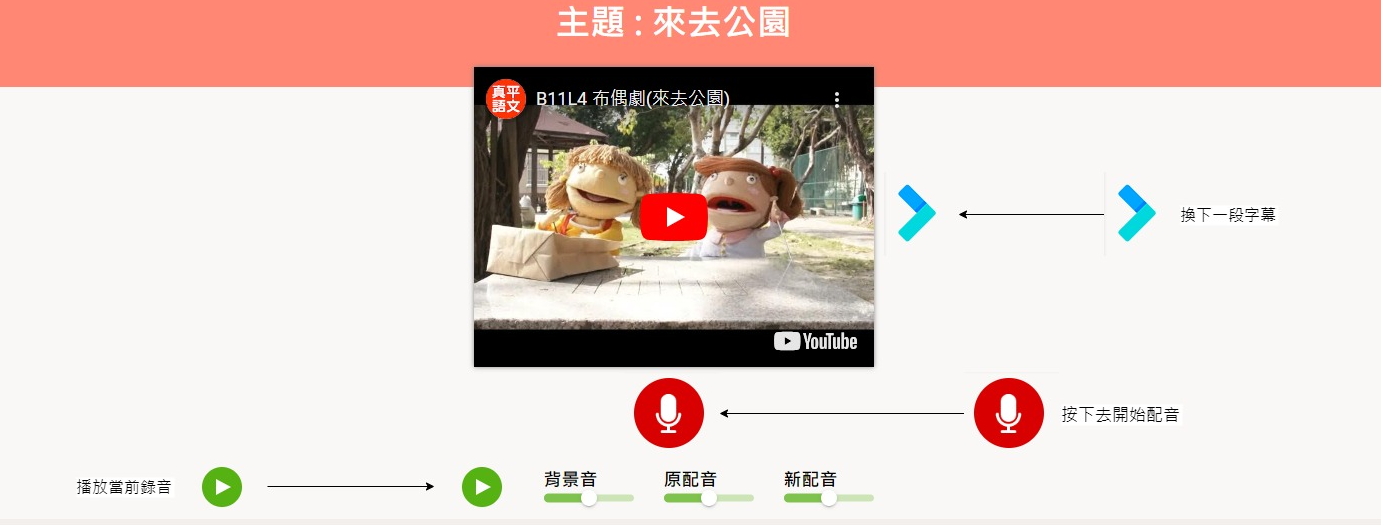 主題 : 來去公園
真平
語文
B11L4 布偶劇(來去公園)
換下一段字幕
YouTube
按下去開始配音
播放當前錄音
背景音
原配音
新配音